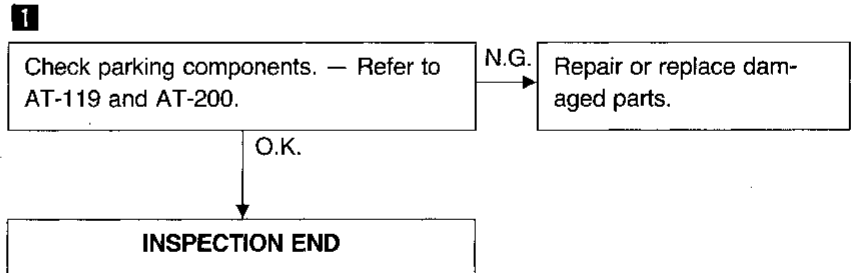 1
Check parking components. — Refer to N.G. Repair or replace dam-
AT-119 and AT-200. aged parts.
O.K.
INSPECTION END